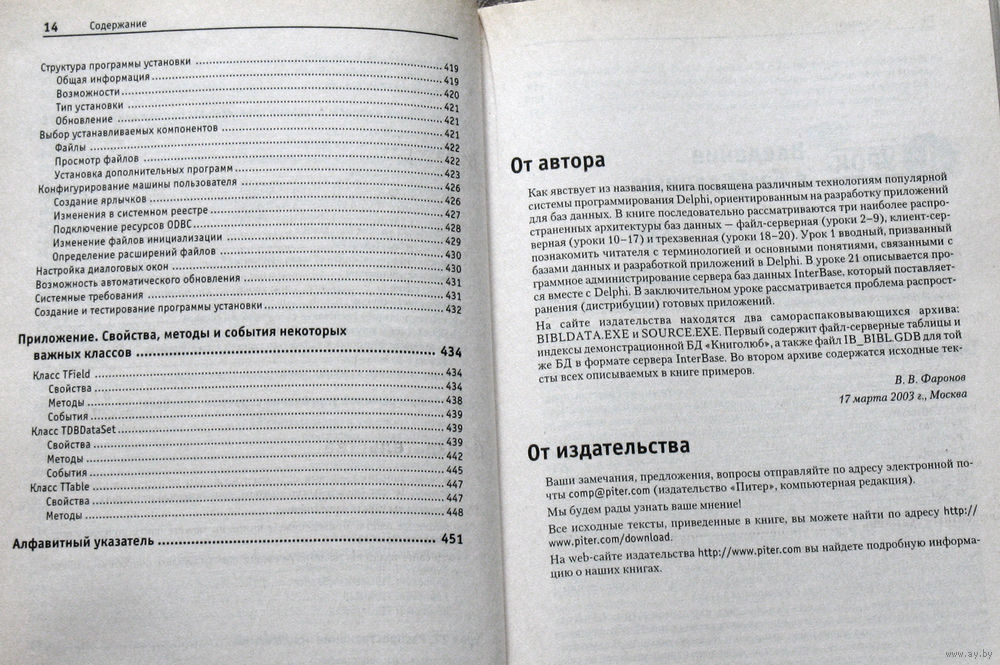 14 Содержание
Структура программы установки 419
Общая информация 419
Возможности 420
Тип установки 421
Обновление 421
Выбор устанавливаемых компонентов 421
Файлы 422
Просмотр файлов 422
Установка дополнительных программ 423
Конфигурирование машины пользователя 426
Создание ярлычков 426
Изменения в системном реестре 427
Подключение ресурсов ODBC 428
Изменение файлов инициализации 429
Определение расширений файлов 430
Настройка диалоговых окон 430
Возможность автоматического обновления 431
Системные требования 431
Создание и тестирование программы установки 432
Приложение. Свойства, методы и события некоторых
важных классов 434
Класс TField 434
Свойства 434
Методы 438
События 439
Класс TDBDataSet 439
Свойства 439
Методы 442
События 445
Класс TTable 447
Свойства 447
Методы 448
Алфавитный указатель 451
От автора
Как явствует из названия, книга посвящена различным технологиям популярной
системы программирования Delphi, ориентированным на разработку приложений
для баз данных. В книге последовательно рассматриваются три наиболее распро-
страненных архитектуры баз данных — файл-серверная (уроки 2–9), клиент-сер-
верная (уроки 10–17) и трехзвенная (уроки 18–20). Урок 1 вводный, призванный
познакомить читателя с терминологией и основными понятиями, связанными с
базами данных и разработкой приложений в Delphi. В уроке 21 описывается про-
граммное администрирование сервера баз данных InterBase, который поставляет-
ся вместе с Delphi. В заключительном уроке рассматривается проблема распрост-
ранения (дистрибуции) готовых приложений.
На сайте издательства находятся два самораспаковывающихся архива:
BIBLDATA.EXE и SOURCE.EXE. Первый содержит файл-серверные таблицы и
индексы демонстрационной БД «Книголюб», а также файл IB_BIBL.GDB для той
же БД в формате сервера InterBase. Во втором архиве содержатся исходные тек-
сты всех описываемых в книге примеров.
В. В. Фаронов
17 марта 2003 г., Москва
От издательства
Ваши замечания, предложения, вопросы отправляйте по адресу электронной по-
чты comp@piter.com (издательство «Питер», компьютерная редакция).
Мы будем рады узнать ваше мнение!
Все исходные тексты, приведенные в книге, вы можете найти по адресу http://
www.piter.com/download.
На web-сайте издательства http://www.piter.com вы найдете подробную информа-
цию о наших книгах.
www.ay.by